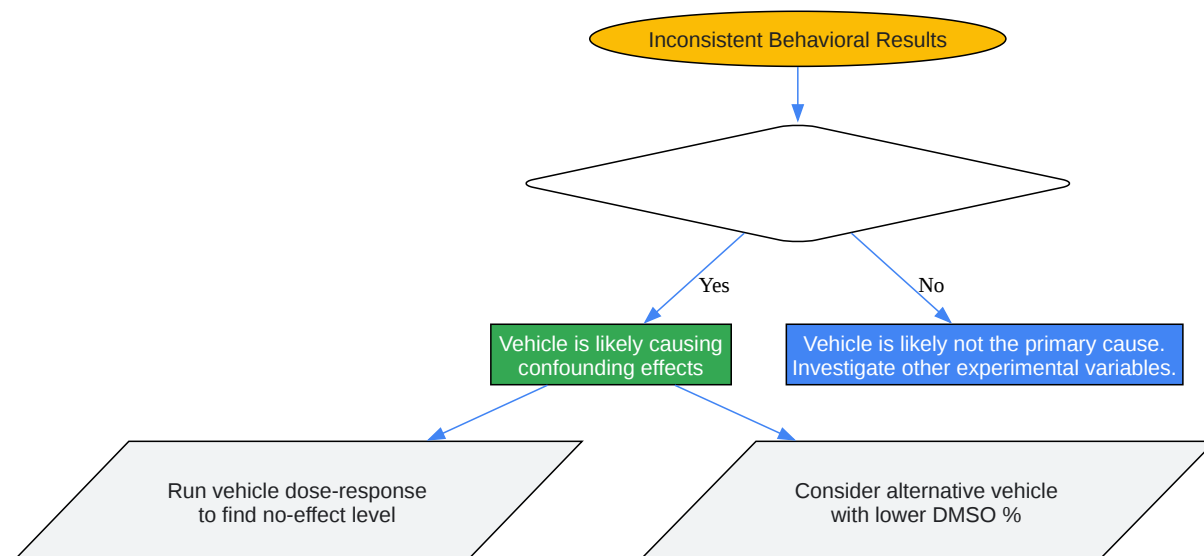 Inconsistent Behavioral Results
Yes
No
Vehicle is likely causing
confounding effects
Vehicle is likely not the primary cause.
Investigate other experimental variables.
Run vehicle dose-response
to find no-effect level
Consider alternative vehicle
with lower DMSO %